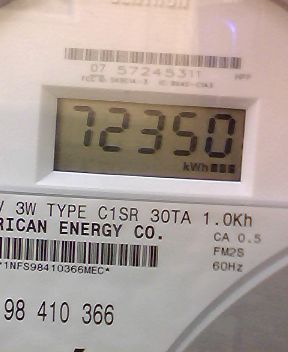 07 57245311
72350
kWh
3W TYPE C1SR 30TA 1.0Kh
RICAN ENERGY CO.
CA 0.5
FM2S
60Hz
*1NFS98410366MEC*
98 410 366